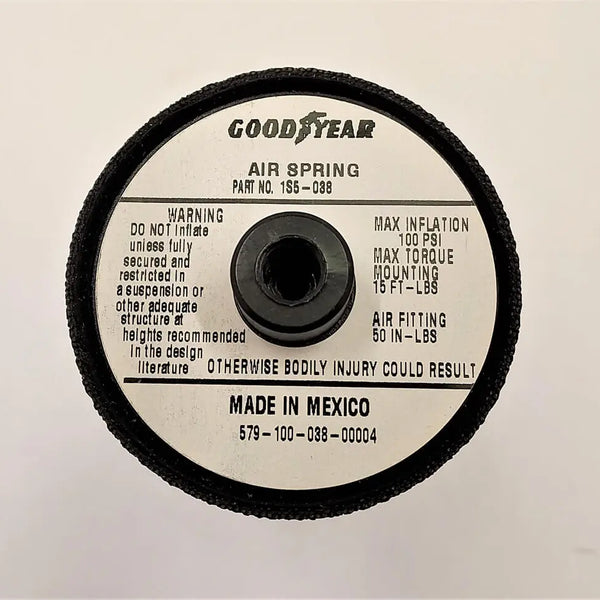 GOODYEAR
AIR SPRING
PART NO. 1S5-038
WARNING
DO NOT inflate
unless fully
secured and
restricted in
a suspension or
other adequate
structure at
heights recommended
in the design
literature OTHERWISE BODILY INJURY COULD RESULT
MAX INFLATION
100 PSI
MAX TORQUE
MOUNTING
15 FT-LBS
AIR FITTING
50 IN-LBS
MADE IN MEXICO
579-100-038-00004